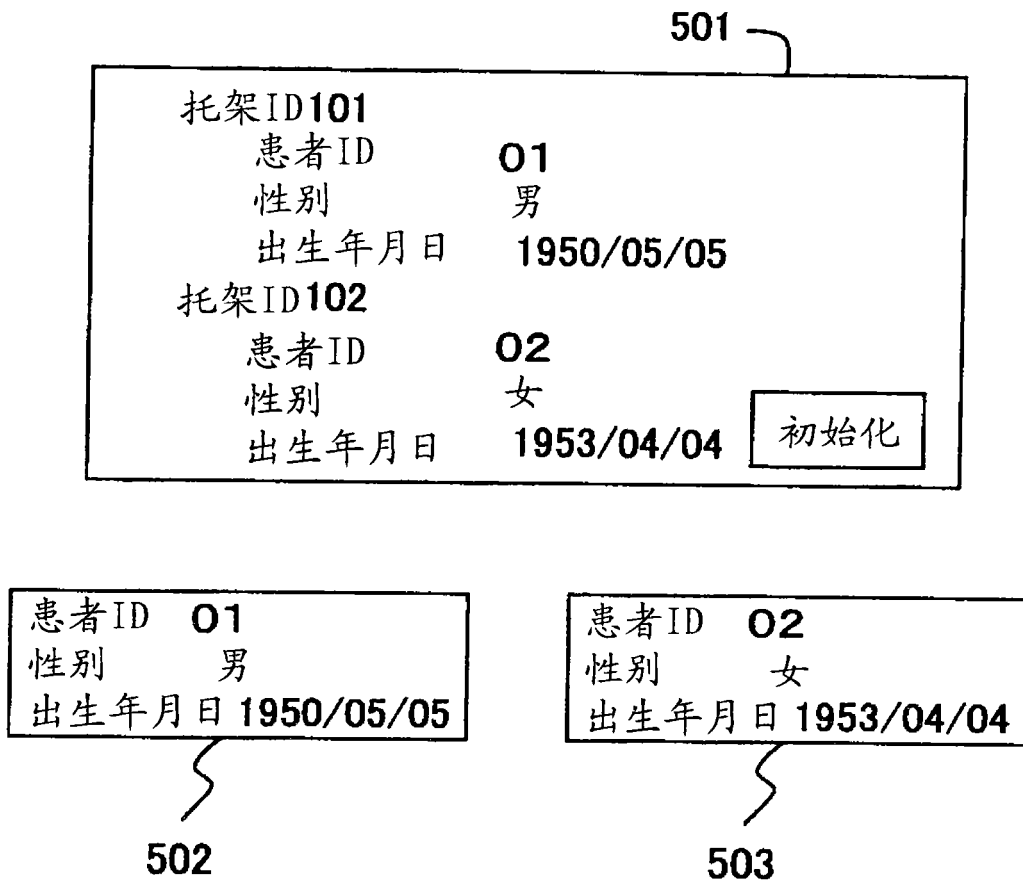 501
托架ID101
患者ID 01
性别 男
出生年月日 1950/05/05
托架ID102
患者ID 02
性别 女
出生年月日 1953/04/04
初始化
患者ID 01
性别 男
出生年月日 1950/05/05
502
患者ID 02
性别 女
出生年月日 1953/04/04
503